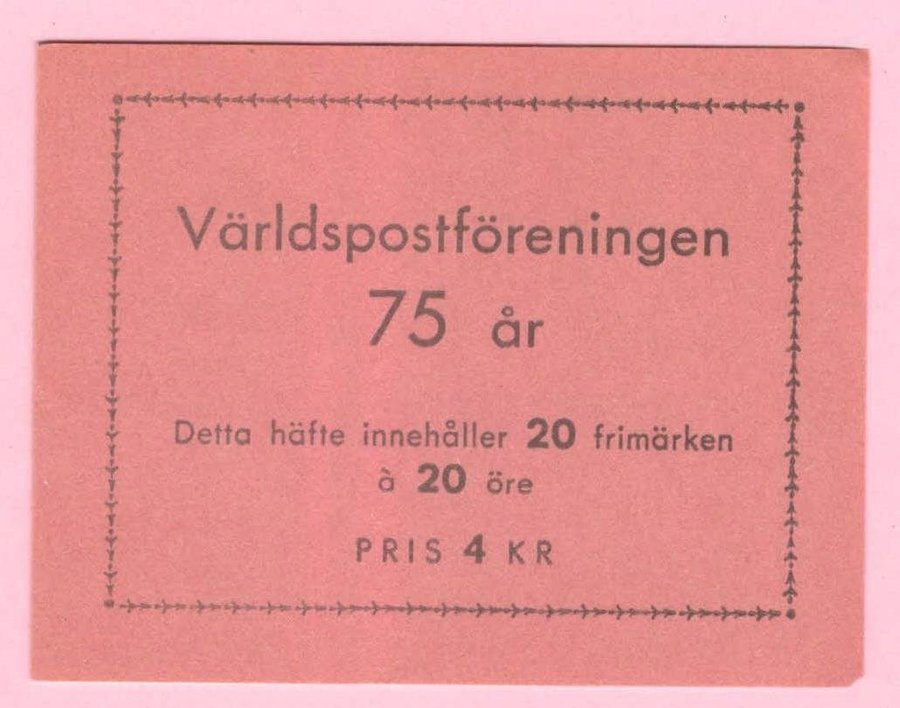 Världspostföreningen
75 år
Detta häfte innehåller 20 frimärken
à 20 öre
PRIS 4 KR